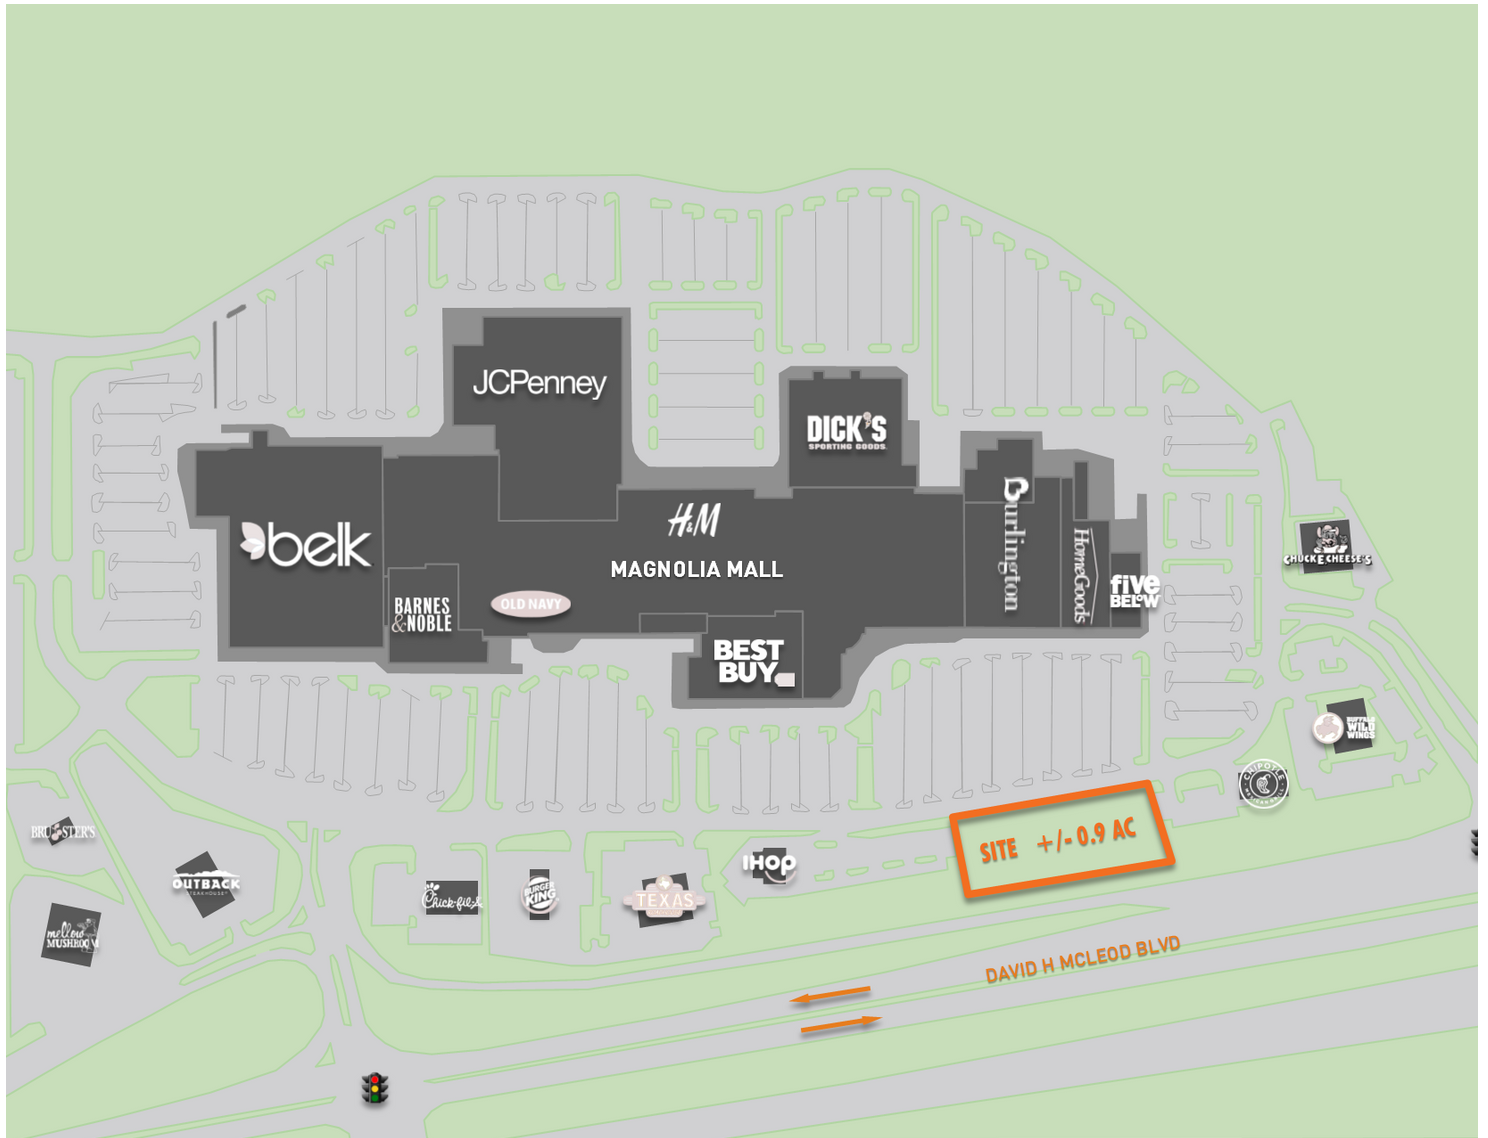 JCPenney
DICK'S
SPORTING GOODS
H&M
MAGNOLIA MALL
belk
BARNES
&NOBLE
OLD NAVY
BEST
BUY
Burlington
HomeGoods
five
BELOW
CHUCK E. CHEESE'S
BUFFALO
WILD
WINGS
CHIPOTLE
MEXICAN GRILL
SITE +/- 0.9 AC
BRUSTER'S
OUTBACK
STEAKHOUSE
mellow
MUSHROOM
Chick-fil-A
BURGER
KING
TEXAS
IHOP
DAVID H MCLEOD BLVD